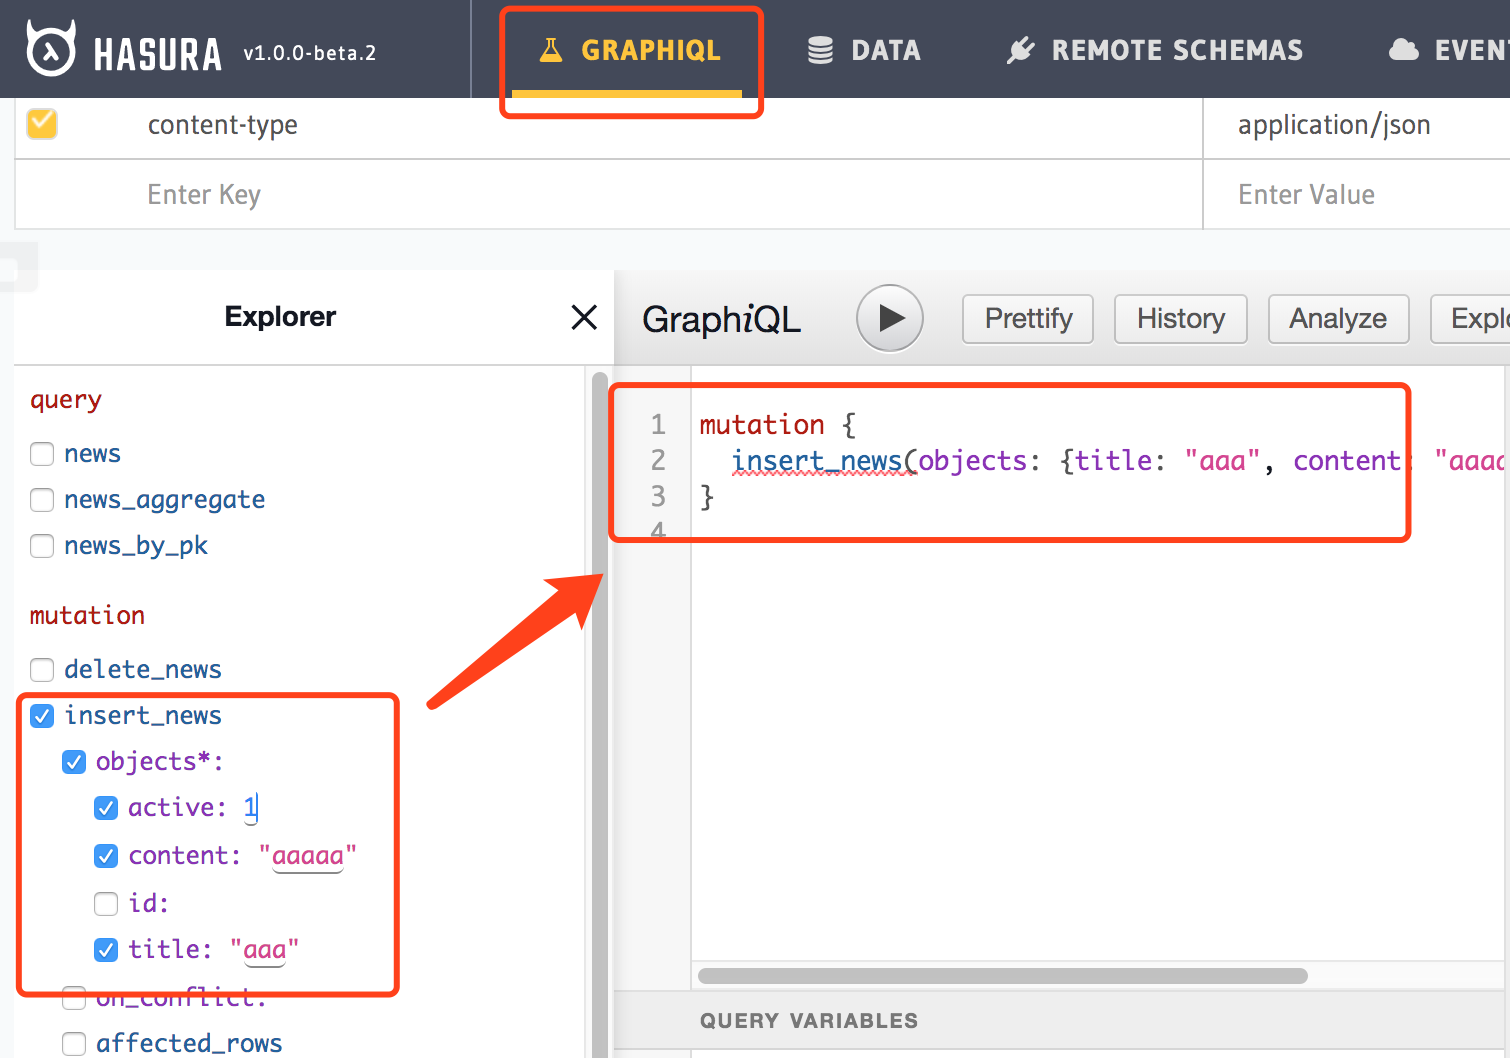 HASURA v1.0.0-beta.2 GRAPHIQL DATA REMOTE SCHEMAS EVEN
content-type application/json
Enter Key Enter Value
Explorer
GraphiQL Prettify History Analyze Explo
query
news
news_aggregate
news_by_pk
mutation
delete_news
insert_news
objects*:
active: 1
content: "aaaaa"
id:
title: "aaa"
on_conflict:
affected_rows
1 mutation {
2 insert_news(objects: {title: "aaa", content: "aaaa
3 }
4
QUERY VARIABLES